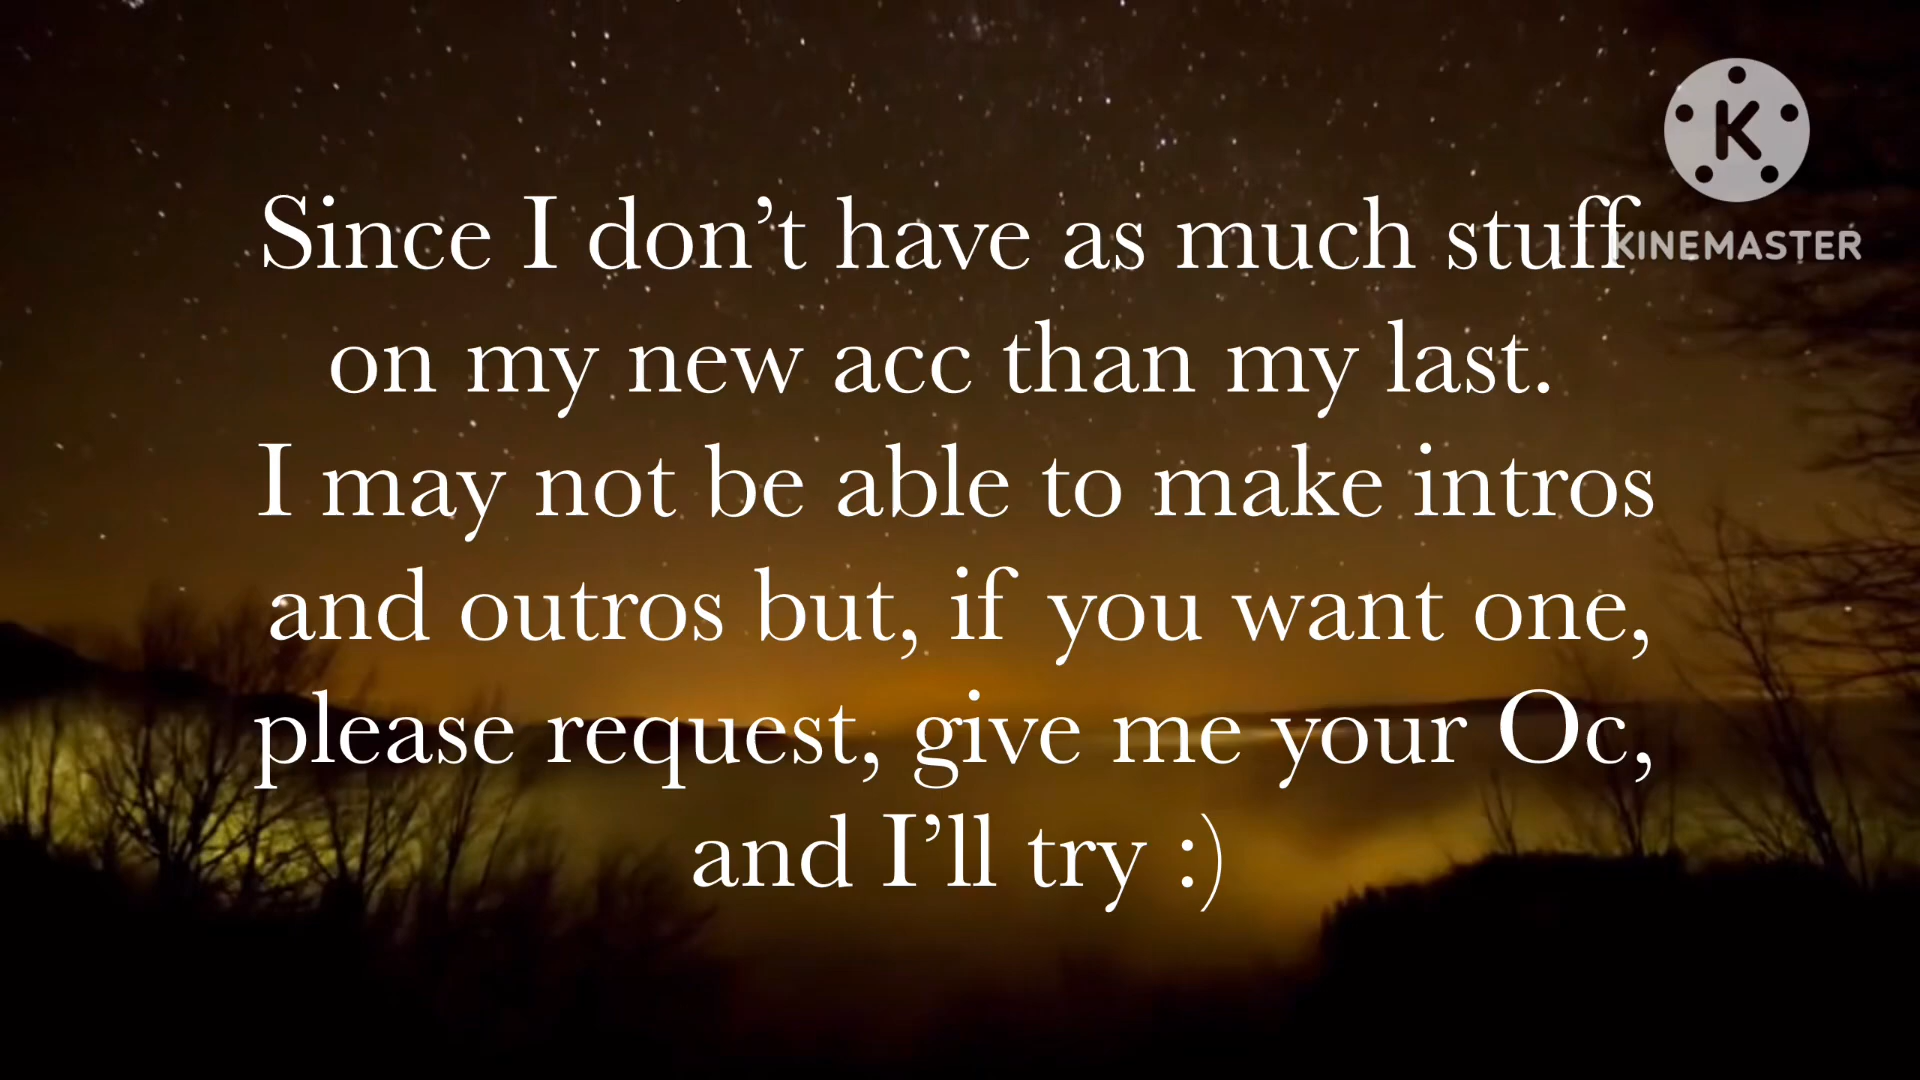 Since I don’t have as much stuff
on my new acc than my last.
I may not be able to make intros
and outros but, if you want one,
please request, give me your Oc,
and I’ll try :)
K
KINEMASTER